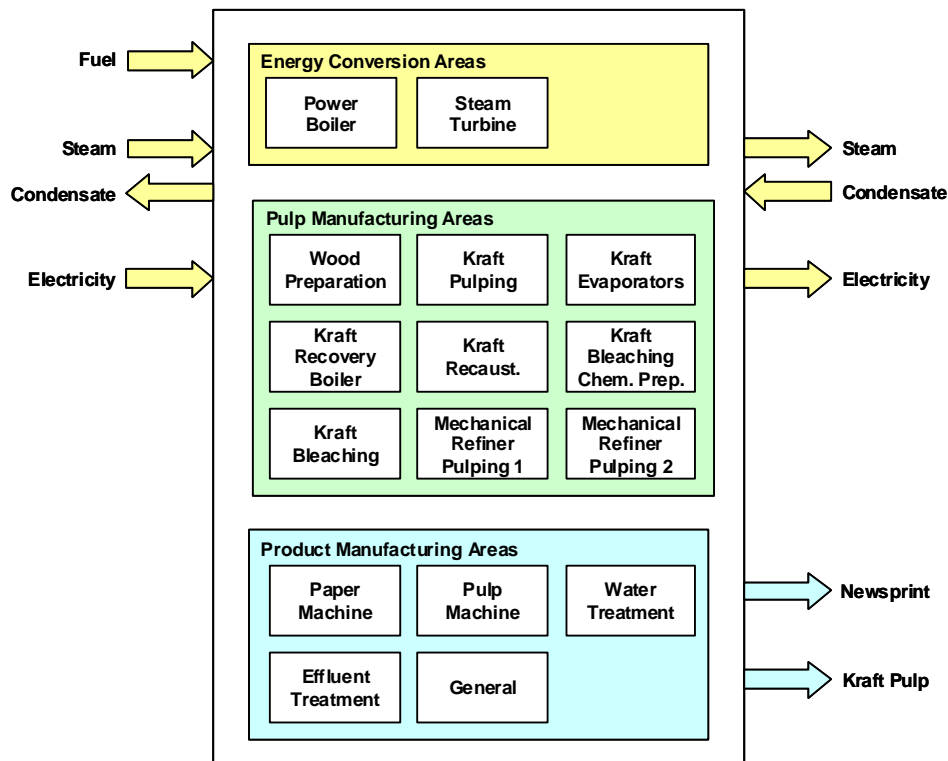 Fuel
Steam
Condensate
Electricity
Energy Conversion Areas
Power
Boiler
Steam
Turbine
Pulp Manufacturing Areas
Wood
Preparation
Kraft
Pulping
Kraft
Evaporators
Kraft
Recovery
Boiler
Kraft
Recaust.
Kraft
Bleaching
Chem. Prep.
Kraft
Bleaching
Mechanical
Refiner
Pulping 1
Mechanical
Refiner
Pulping 2
Product Manufacturing Areas
Paper
Machine
Pulp
Machine
Water
Treatment
Effluent
Treatment
General
Steam
Condensate
Electricity
Newsprint
Kraft Pulp